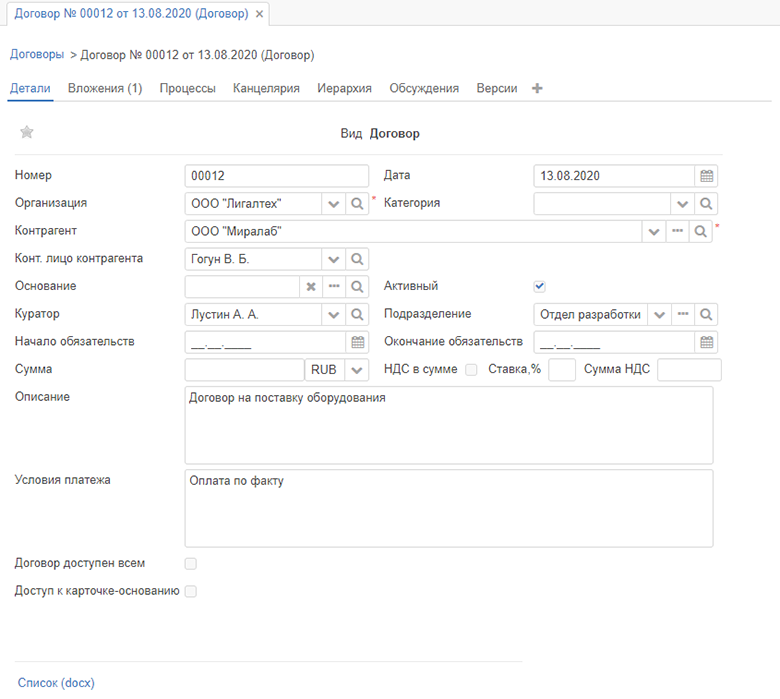 Договор № 00012 от 13.08.2020 (Договор) ×
Договоры > Договор № 00012 от 13.08.2020 (Договор)
Детали Вложения (1) Процессы Канцелярия Иерархия Обсуждения Версии
Вид Договор
Номер 00012 Дата 13.08.2020
Организация ООО "Лигалтех" * Категория
Контрагент ООО "Миралаб" *
Конт. лицо контрагента Гогун В. Б.
Основание Активный
Куратор Лустин А. А. Подразделение Отдел разработки
Начало обязательств __.__.____ Окончание обязательств __.__.____
Сумма RUB НДС в сумме Ставка,% Сумма НДС
Описание Договор на поставку оборудования
Условия платежа Оплата по факту
Договор доступен всем
Доступ к карточке-основанию
Список (docx)